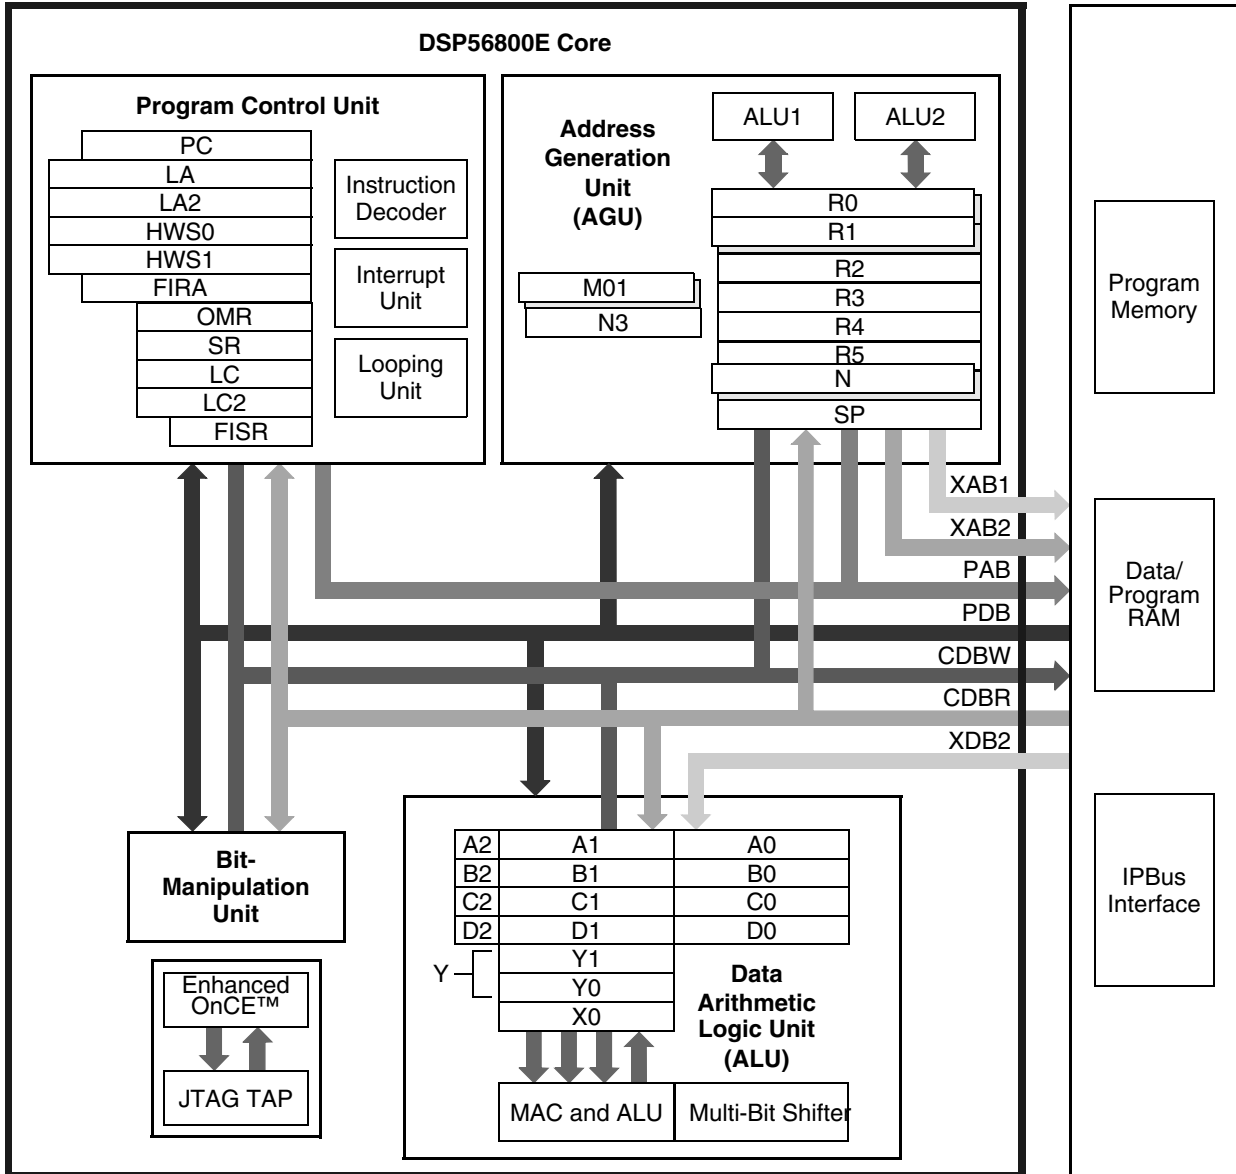 DSP56800E Core
Program Control Unit
PC
LA
LA2
HWS0
HWS1
FIRA
OMR
SR
LC
LC2
FISR
Instruction
Decoder
Interrupt
Unit
Looping
Unit
Address
Generation
Unit
(AGU)
ALU1
ALU2
R0
R1
R2
R3
R4
R5
N
SP
M01
N3
XAB1
XAB2
PAB
PDB
CDBW
CDBR
XDB2
Program
Memory
Data/
Program
RAM
IPBus
Interface
Bit-
Manipulation
Unit
Enhanced
OnCE™
JTAG TAP
A2
A1
A0
B2
B1
B0
C2
C1
C0
D2
D1
D0
Y
Y1
Y0
X0
Data
Arithmetic
Logic Unit
(ALU)
MAC and ALU
Multi-Bit Shifter